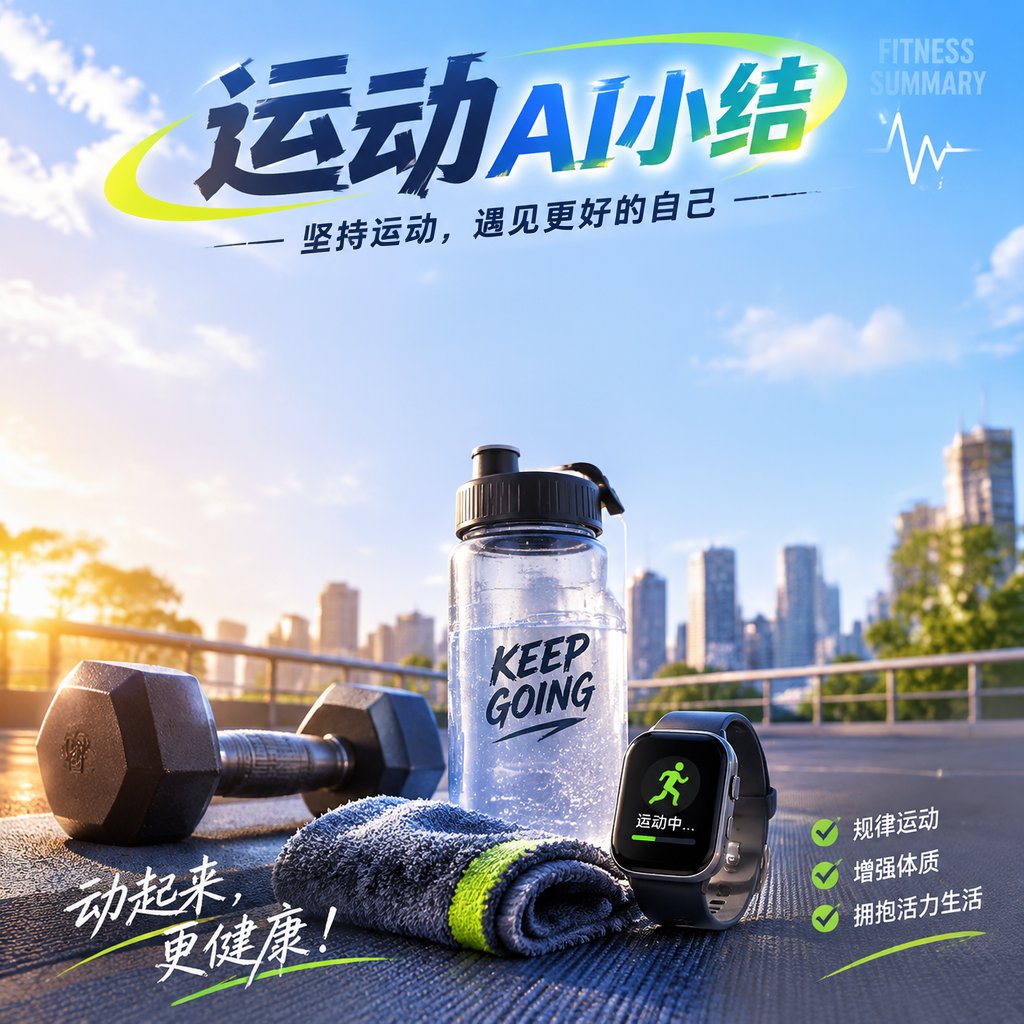 运动AI小结
FITNESS
SUMMARY
坚持运动，遇见更好的自己
KEEP
GOING
运动中...
规律运动
增强体质
拥抱活力生活
动起来，
更健康！